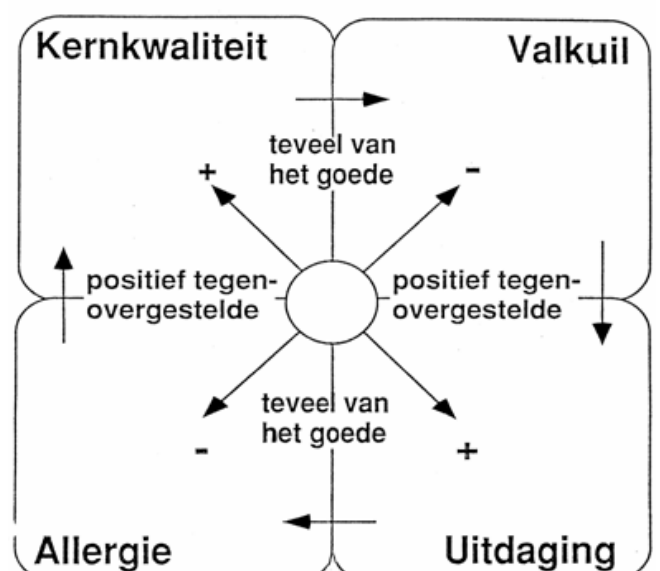 Kernkwaliteit
Valkuil
teveel van
het goede
+
-
positief tegen-
overgestelde
positief tegen-
overgestelde
teveel van
het goede
-
+
Allergie
Uitdaging